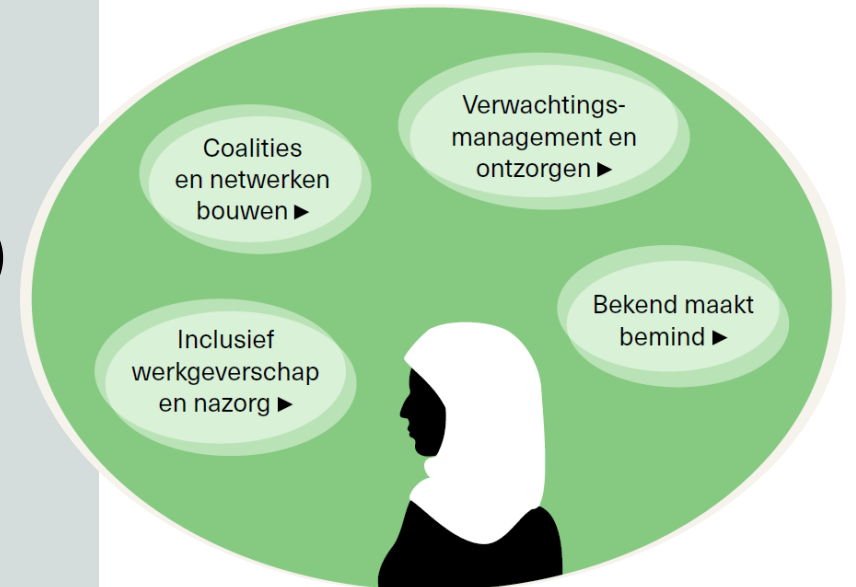 Coalities
en netwerken
bouwen ►
Verwachtings-
management en
ontzorgen ►
Bekend maakt
bemind ►
Inclusief
werkgeverschap
en nazorg ►